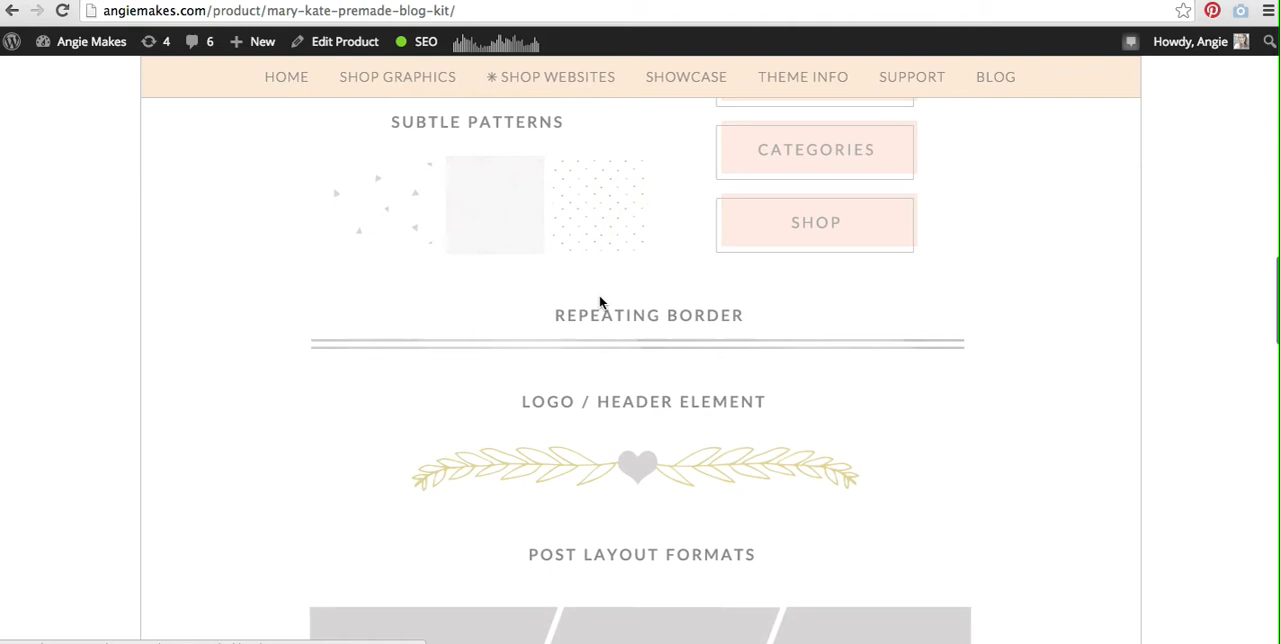 angiemakes.com/product/mary-kate-premade-blog-kit/
Angie Makes 4 6 New Edit Product SEO Howdy, Angie
HOME SHOP GRAPHICS ✳ SHOP WEBSITES SHOWCASE THEME INFO SUPPORT BLOG
SUBTLE PATTERNS
CATEGORIES
SHOP
REPEATING BORDER
LOGO / HEADER ELEMENT
POST LAYOUT FORMATS